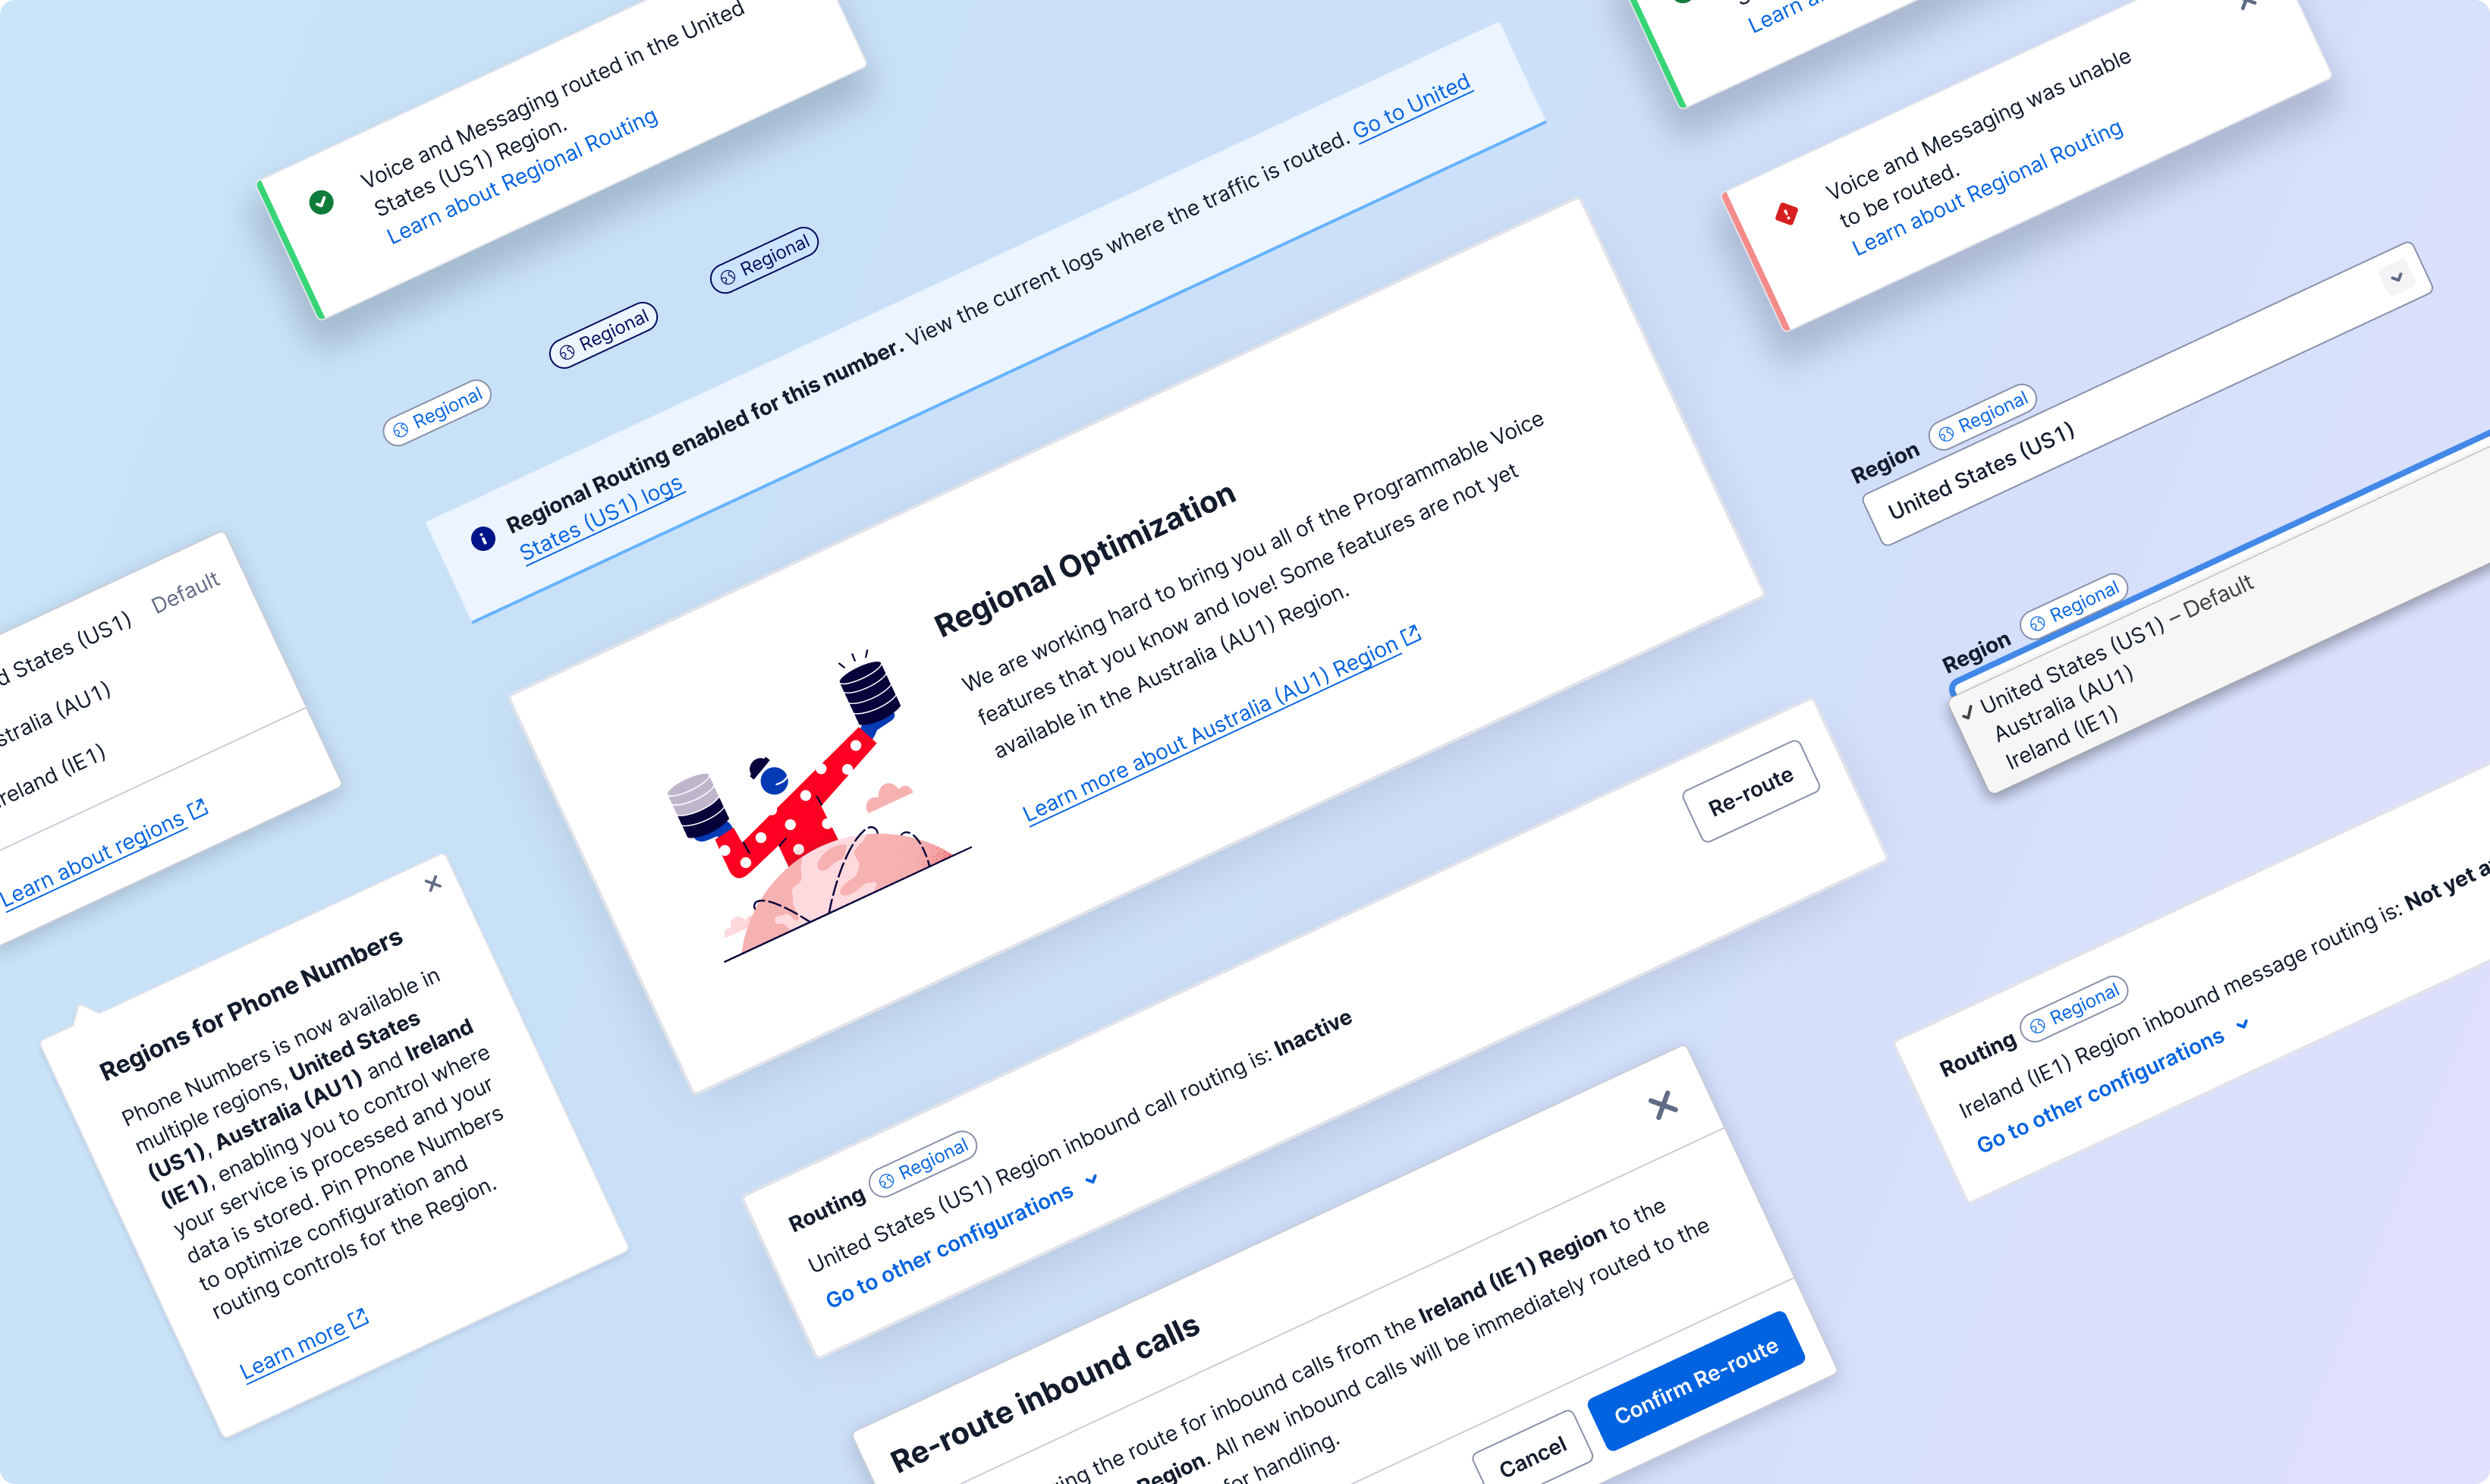 Voice and Messaging routed in the United
States (US1) Region.
Learn about Regional Routing
Regional
Regional
Regional
Regional Routing enabled for this number. View the current logs where the traffic is routed. Go to United
States (US1) logs
Learn
Voice and Messaging was unable
to be routed.
Learn about Regional Routing
Region
Regional
United States (US1)
Region
Regional
✓ United States (US1) – Default
Australia (AU1)
Ireland (IE1)
States (US1) Default
(AU1)
(IE1)
Learn about regions
Regional Optimization
We are working hard to bring you all of the Programmable Voice
features that you know and love! Some features are not yet
available in the Australia (AU1) Region.
Learn more about Australia (AU1) Region
Regions for Phone Numbers
Phone Numbers is now available in
multiple regions, United States
(US1), Australia (AU1) and Ireland
(IE1), enabling you to control where
your service is processed and your
data is stored. Pin Phone Numbers
to optimize configuration and
routing controls for the Region.
Learn more
Re-route
Routing
Regional
United States (US1) Region inbound call routing is: Inactive
Go to other configurations
Routing
Regional
Ireland (IE1) Region inbound message routing is: Not yet
Go to other configurations
Re-route inbound calls
the route for inbound calls from the Ireland (IE1) Region to the
Region. All new inbound calls will be immediately routed to the
for handling.
Cancel
Confirm Re-route